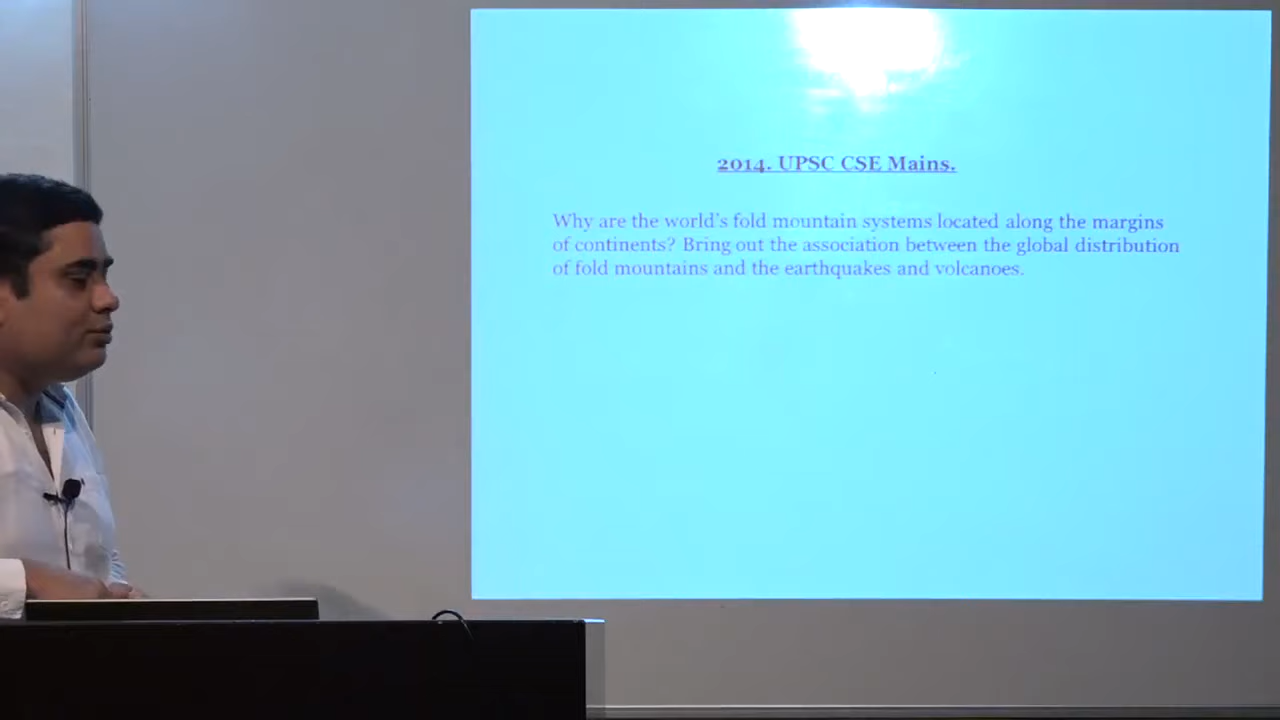 2014. UPSC CSE Mains.
Why are the world's fold mountain systems located along the margins
of continents? Bring out the association between the global distribution
of fold mountains and the earthquakes and volcanoes.